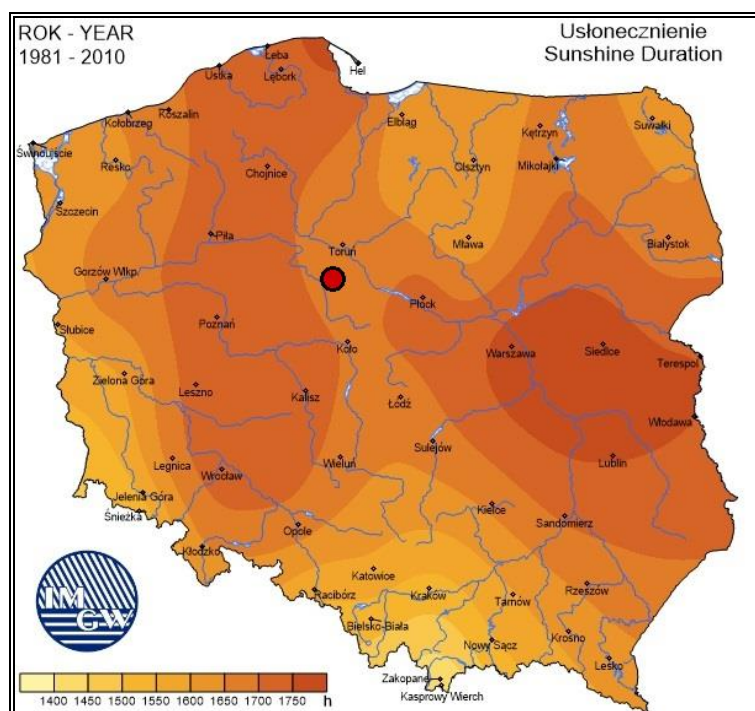 ROK - YEAR
1981 - 2010
Usłonecznienie
Sunshine Duration
Łeba
Hel
Ustka
Lębork
Koszalin
Kołobrzeg
Elbląg
Kętrzyn
Suwałki
Świnoujście
Resko
Chojnice
Olsztyn
Mikołajki
Szczecin
Piła
Toruń
Mława
Białystok
Gorzów Wlkp.
Płock
Słubice
Poznań
Koło
Warszawa
Siedlce
Terespol
Zielona Góra
Leszno
Kalisz
Łódź
Włodawa
Sulejów
Legnica
Wrocław
Wieluń
Lublin
Jelenia Góra
Śnieżka
Opole
Kielce
Sandomierz
Kłodzko
Katowice
Racibórz
Kraków
Tarnów
Rzeszów
Bielsko-Biała
Nowy Sącz
Krosno
Lesko
Zakopane
Kasprowy Wierch
IM
GW
1400 1450 1500 1550 1600 1650 1700 1750 h